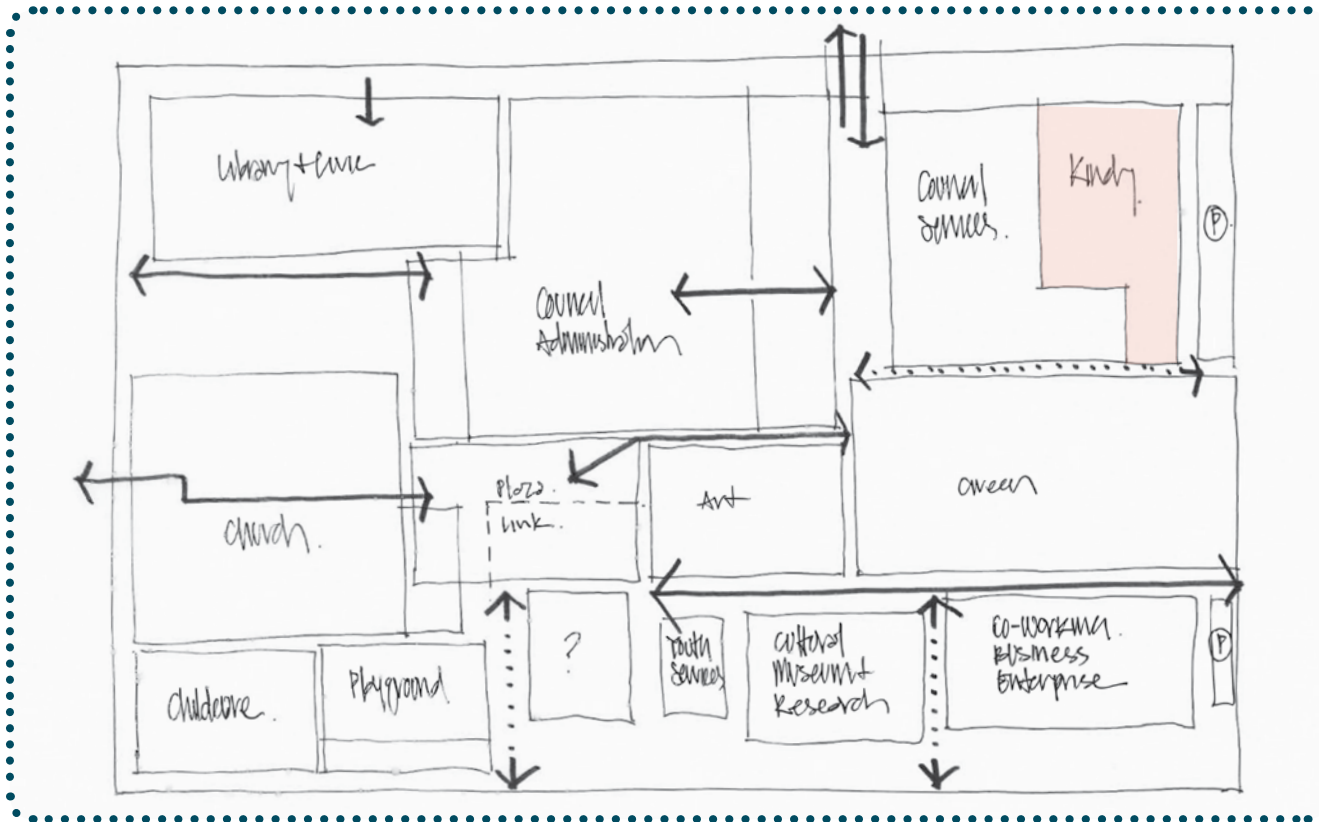 Library + Civic
Council
Services.
Kindy.
P
Council
Administration
Plaza.
Link.
Art
Green
Church.
Childcare.
Playground
?
Youth
Services
Cultural
Museum +
Research
Co-working.
Business
Enterprise
P